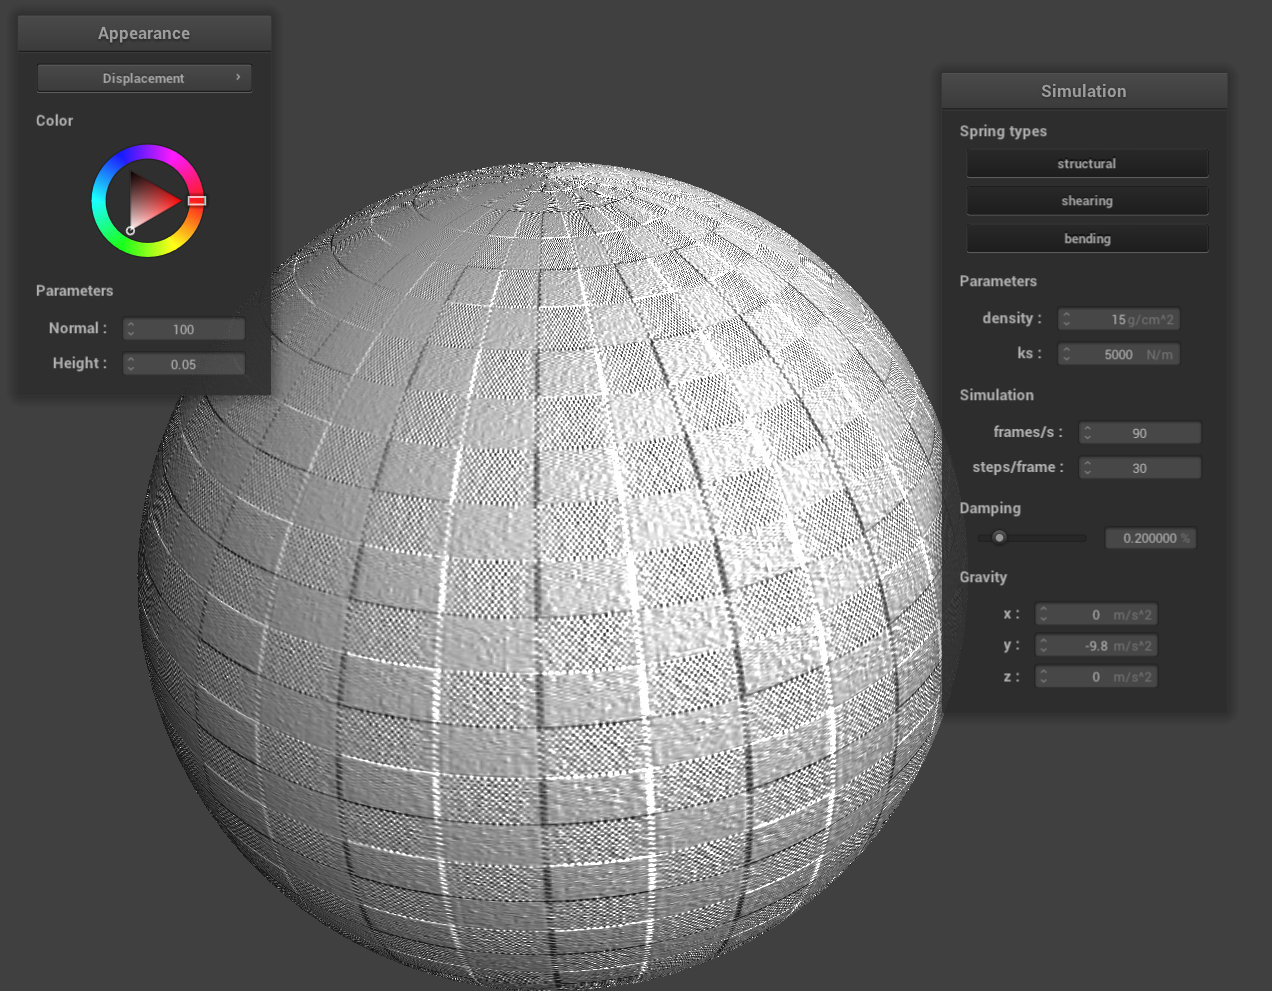 Appearance
Displacement ›
Color
Parameters
Normal : 100
Height : 0.05
Simulation
Spring types
structural
shearing
bending
Parameters
density : 15 g/cm^2
ks : 5000 N/m
Simulation
frames/s : 90
steps/frame : 30
Damping
0.200000 %
Gravity
x : 0 m/s^2
y : -9.8 m/s^2
z : 0 m/s^2